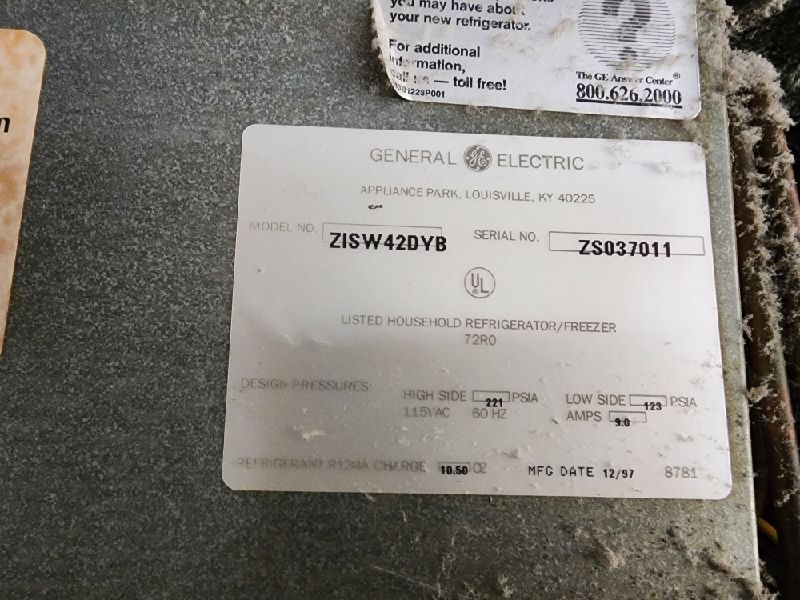 you may have about
your new refrigerator.
For additional
information,
call us — toll free!
The GE Answer Center®
800.626.2000
n
GENERAL GE ELECTRIC
APPLIANCE PARK, LOUISVILLE, KY 40225
MODEL NO. ZISW42DYB SERIAL NO. ZS037011
UL
LISTED HOUSEHOLD REFRIGERATOR/FREEZER
72R0
DESIGN PRESSURES: HIGH SIDE 221 PSIA LOW SIDE 123 PSIA
115VAC 60 HZ AMPS 9.0
REFRIGERANT R134A CHARGE 10.50 OZ MFG DATE 12/97 8781